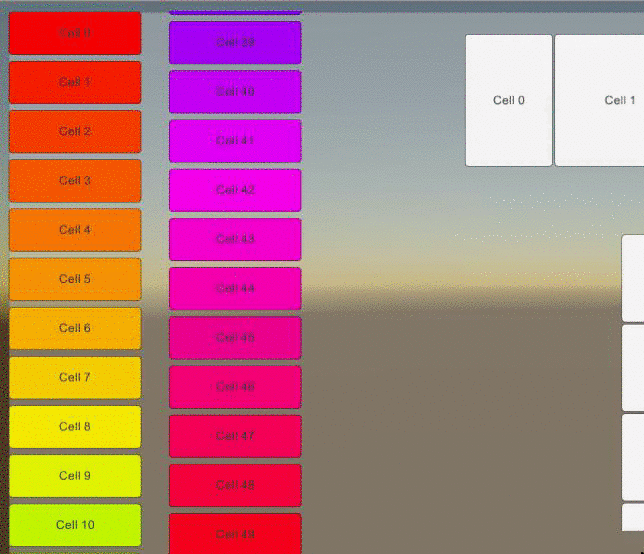 Cell 0
Cell 1
Cell 2
Cell 3
Cell 4
Cell 5
Cell 6
Cell 7
Cell 8
Cell 9
Cell 10
Cell 39
Cell 40
Cell 41
Cell 42
Cell 43
Cell 44
Cell 45
Cell 46
Cell 47
Cell 48
Cell 49
Cell 0
Cell 1